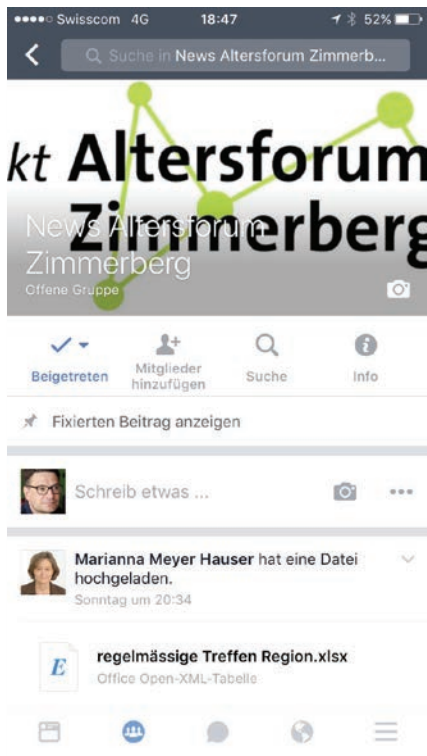 Swisscom 4G 18:47 52%
Suche in News Altersforum Zimmerb...
kt Altersforum
Zimmerberg
News Altersforum
Zimmerberg
Offene Gruppe
Beigetreten
Mitglieder
hinzufügen
Suche
Info
Fixierten Beitrag anzeigen
Schreib etwas ...
Marianna Meyer Hauser hat eine Datei
hochgeladen.
Sonntag um 20:34
E
regelmässige Treffen Region.xlsx
Office Open-XML-Tabelle